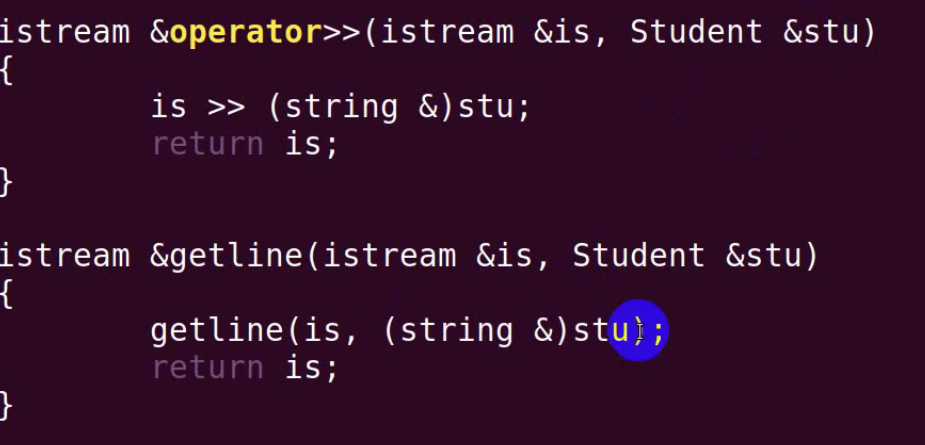 istream &operator>>(istream &is, Student &stu)
{
is >> (string &)stu;
return is;
}
istream &getline(istream &is, Student &stu)
{
getline(is, (string &)stu);
return is;
}